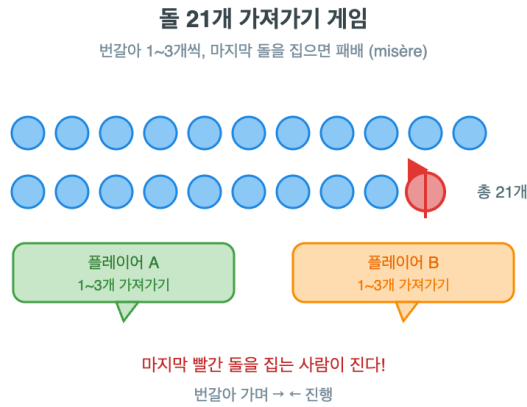 돌 21개 가져가기 게임
번갈아 1~3개씩, 마지막 돌을 집으면 패배 (misère)
총 21개
플레이어 A
1~3개 가져가기
플레이어 B
1~3개 가져가기
마지막 빨간 돌을 집는 사람이 진다!
번갈아 가며 → ← 진행